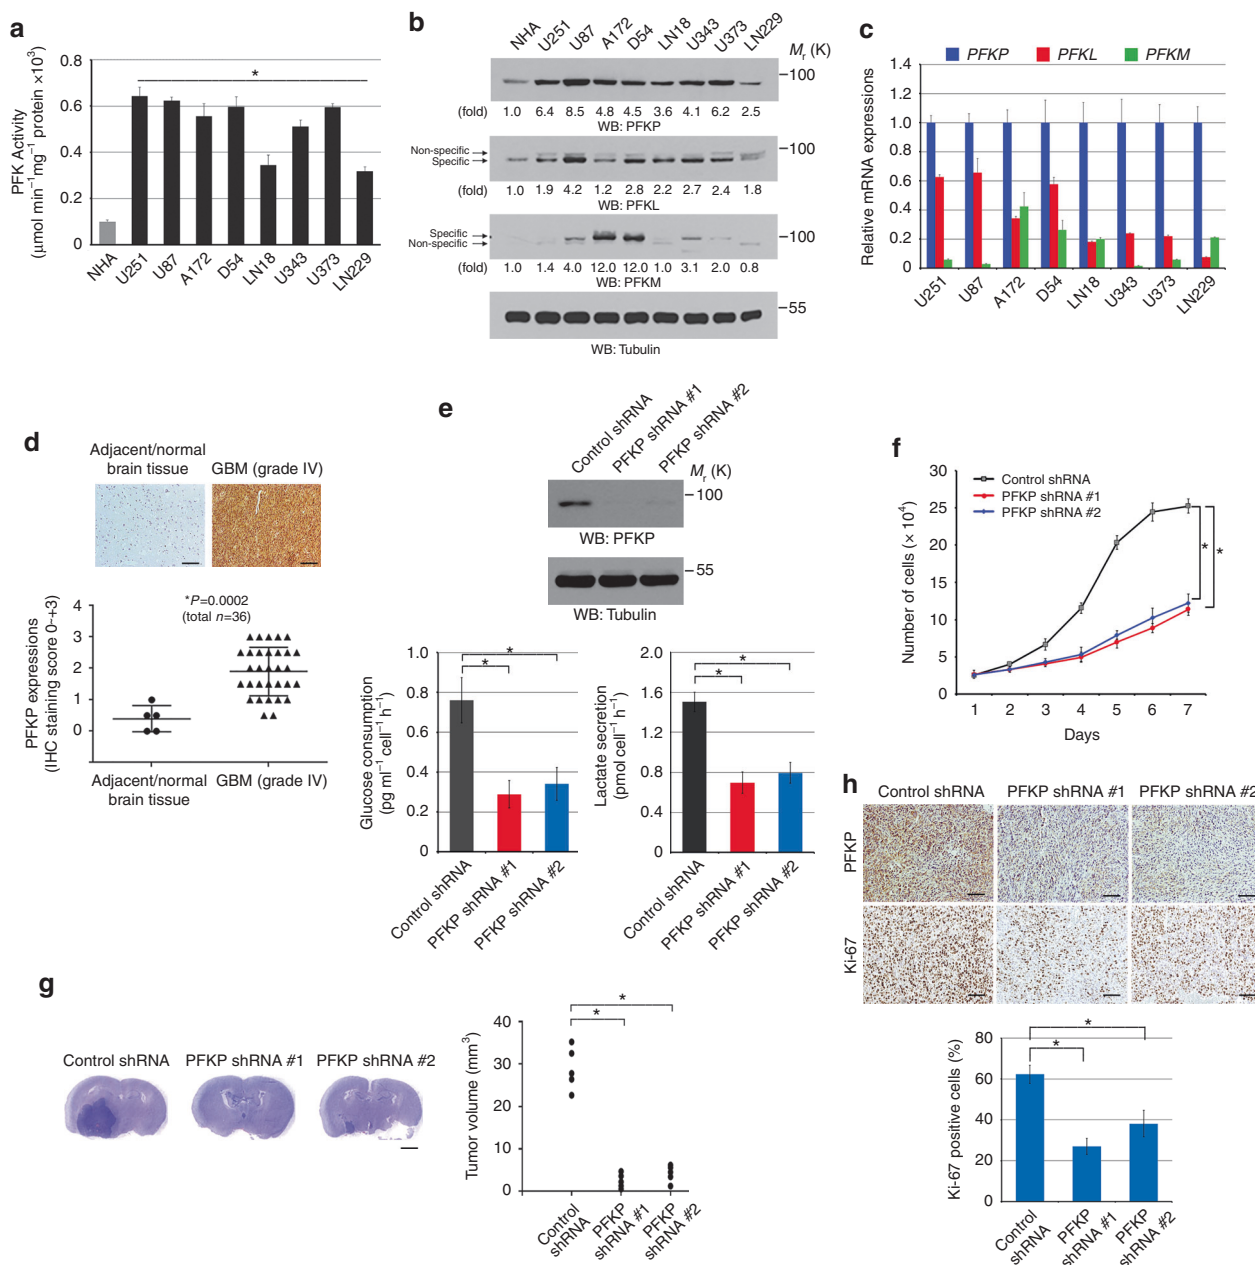 a
PFK Activity
(μmol min⁻¹ mg⁻¹ protein ×10³)
0.8
0.6
0.4
0.2
0
*
NHA
U251
U87
A172
D54
LN18
U343
U373
LN229
b
NHA
U251
U87
A172
D54
LN18
U343
U373
LN229
Mr (K)
100
(fold) 1.0 6.4 8.5 4.8 4.5 3.6 4.1 6.2 2.5
WB: PFKP
Non-specific
Specific
100
(fold) 1.0 1.9 4.2 1.2 2.8 2.2 2.7 2.4 1.8
WB: PFKL
Specific
Non-specific
100
(fold) 1.0 1.4 4.0 12.0 12.0 1.0 3.1 2.0 0.8
WB: PFKM
55
WB: Tubulin
c
PFKP PFKL PFKM
Relative mRNA expressions
1.4
1.2
1.0
0.8
0.6
0.4
0.2
0
U251
U87
A172
D54
LN18
U343
U373
LN229
d
Adjacent/normal
brain tissue
GBM (grade IV)
*P=0.0002
(total n=36)
PFKP expressions
(IHC staining score 0~+3)
4
3
2
1
0
Adjacent/normal
brain tissue
GBM (grade IV)
e
Control shRNA
PFKP shRNA #1
PFKP shRNA #2
Mr (K)
100
WB: PFKP
55
WB: Tubulin
Glucose consumption
(pg ml⁻¹ cell⁻¹ h⁻¹)
1.0
0.8
0.6
0.4
0.2
0
*
*
Control shRNA
PFKP shRNA #1
PFKP shRNA #2
Lactate secretion
(pmol cell⁻¹ h⁻¹)
2.0
1.6
1.2
0.8
0.4
0
*
*
Control shRNA
PFKP shRNA #1
PFKP shRNA #2
f
Number of cells (× 10⁴)
30
25
20
15
10
5
0
Control shRNA
PFKP shRNA #1
PFKP shRNA #2
*
*
1 2 3 4 5 6 7
Days
g
Control shRNA PFKP shRNA #1 PFKP shRNA #2
Tumor volume (mm³)
40
30
20
10
0
*
*
Control
shRNA
PFKP
shRNA #1
PFKP
shRNA #2
h
Control shRNA PFKP shRNA #1 PFKP shRNA #2
PFKP
Ki-67
Ki-67 positive cells (%)
80
60
40
20
0
*
*
Control
shRNA
PFKP
shRNA #1
PFKP
shRNA #2